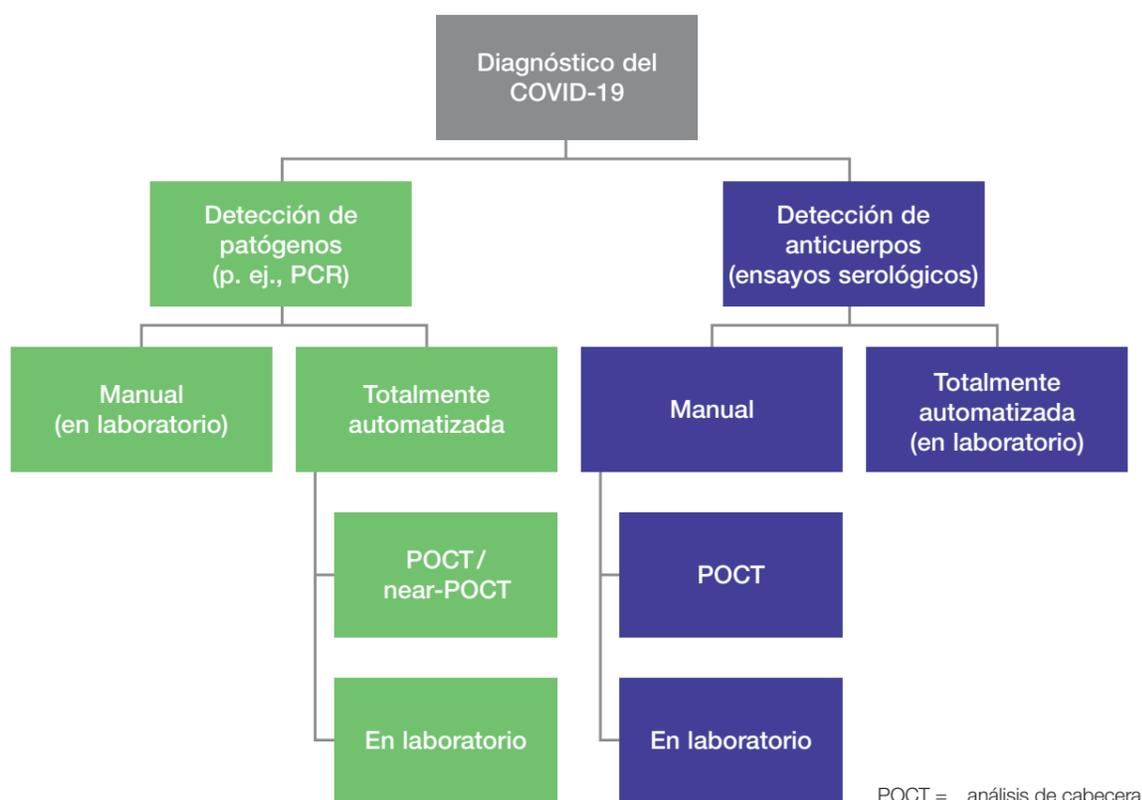 Diagnóstico del
COVID-19
Detección de
patógenos
(p. ej., PCR)
Detección de
anticuerpos
(ensayos serológicos)
Manual
(en laboratorio)
Totalmente
automatizada
Manual
Totalmente
automatizada
(en laboratorio)
POCT/
near-POCT
POCT
En laboratorio
En laboratorio
POCT = análisis de cabecera